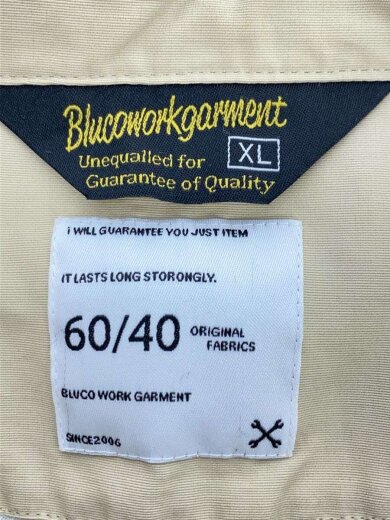 Blucoworkgarment
Unequalled for
Guarantee of Quality
XL
i WILL GUARANTEE YOU JUST ITEM
IT LASTS LONG STORONGLY.
60/40 ORIGINAL
FABRICS
BLUCO WORK GARMENT
SINCE2006